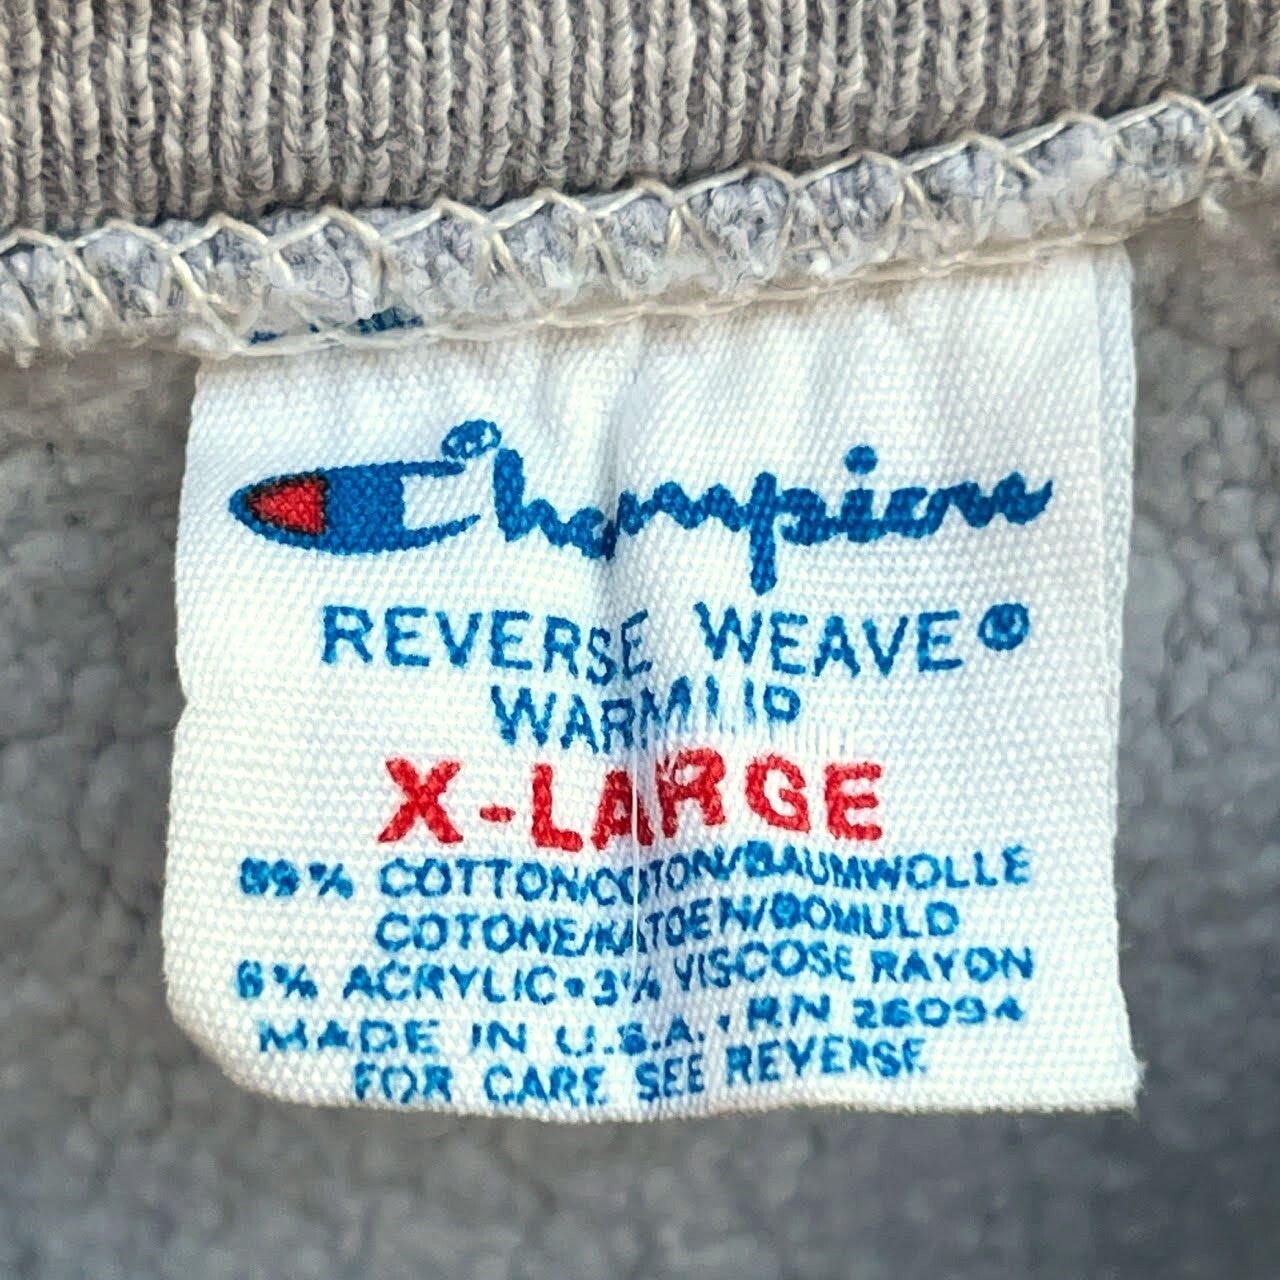 Champion®
REVERSE WEAVE®
WARMUP
X-LARGE
89% COTTON/COTON/BAUMWOLLE
COTONE/KATOEN/BOMULD
8% ACRYLIC•3% VISCOSE RAYON
MADE IN U.S.A. • RN 26094
FOR CARE SEE REVERSE